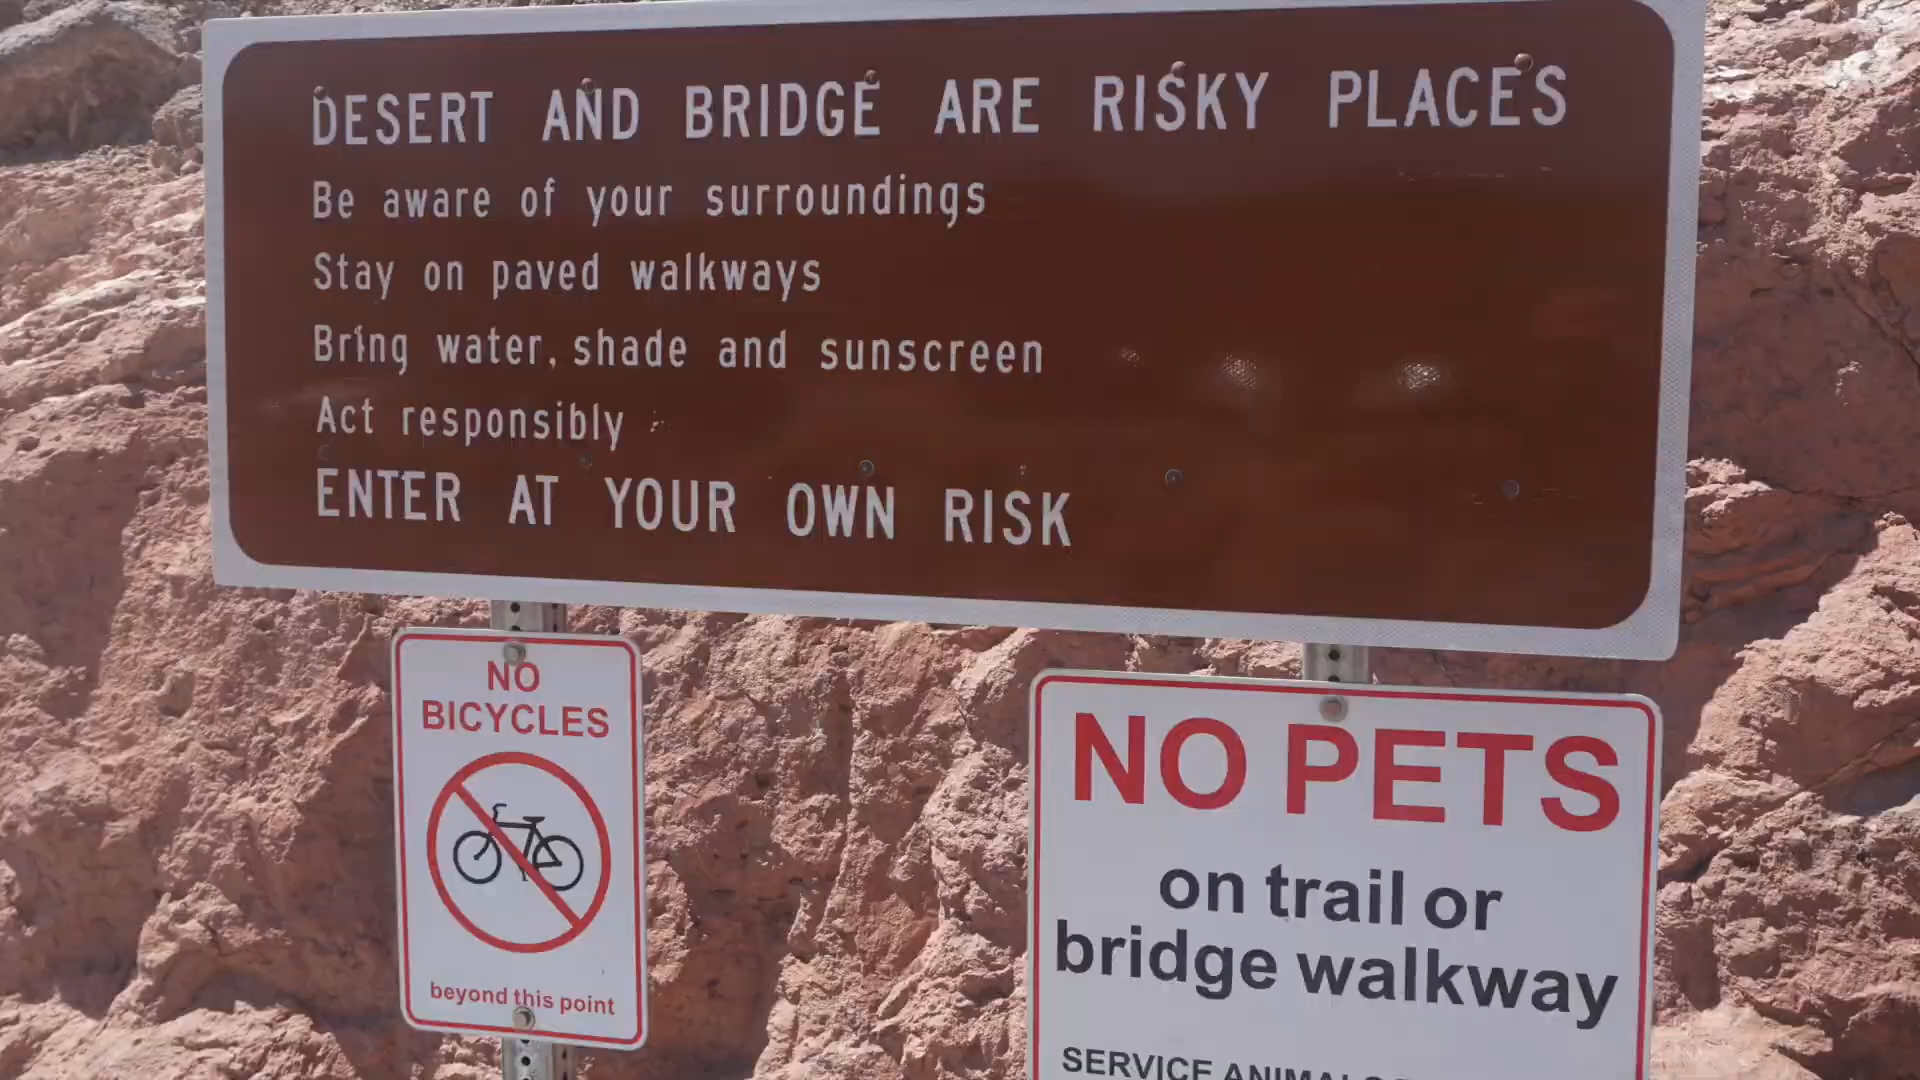 DESERT AND BRIDGE ARE RISKY PLACES
Be aware of your surroundings
Stay on paved walkways
Bring water, shade and sunscreen
Act responsibly
ENTER AT YOUR OWN RISK
NO
BICYCLES
beyond this point
NO PETS
on trail or
bridge walkway
SERVICE